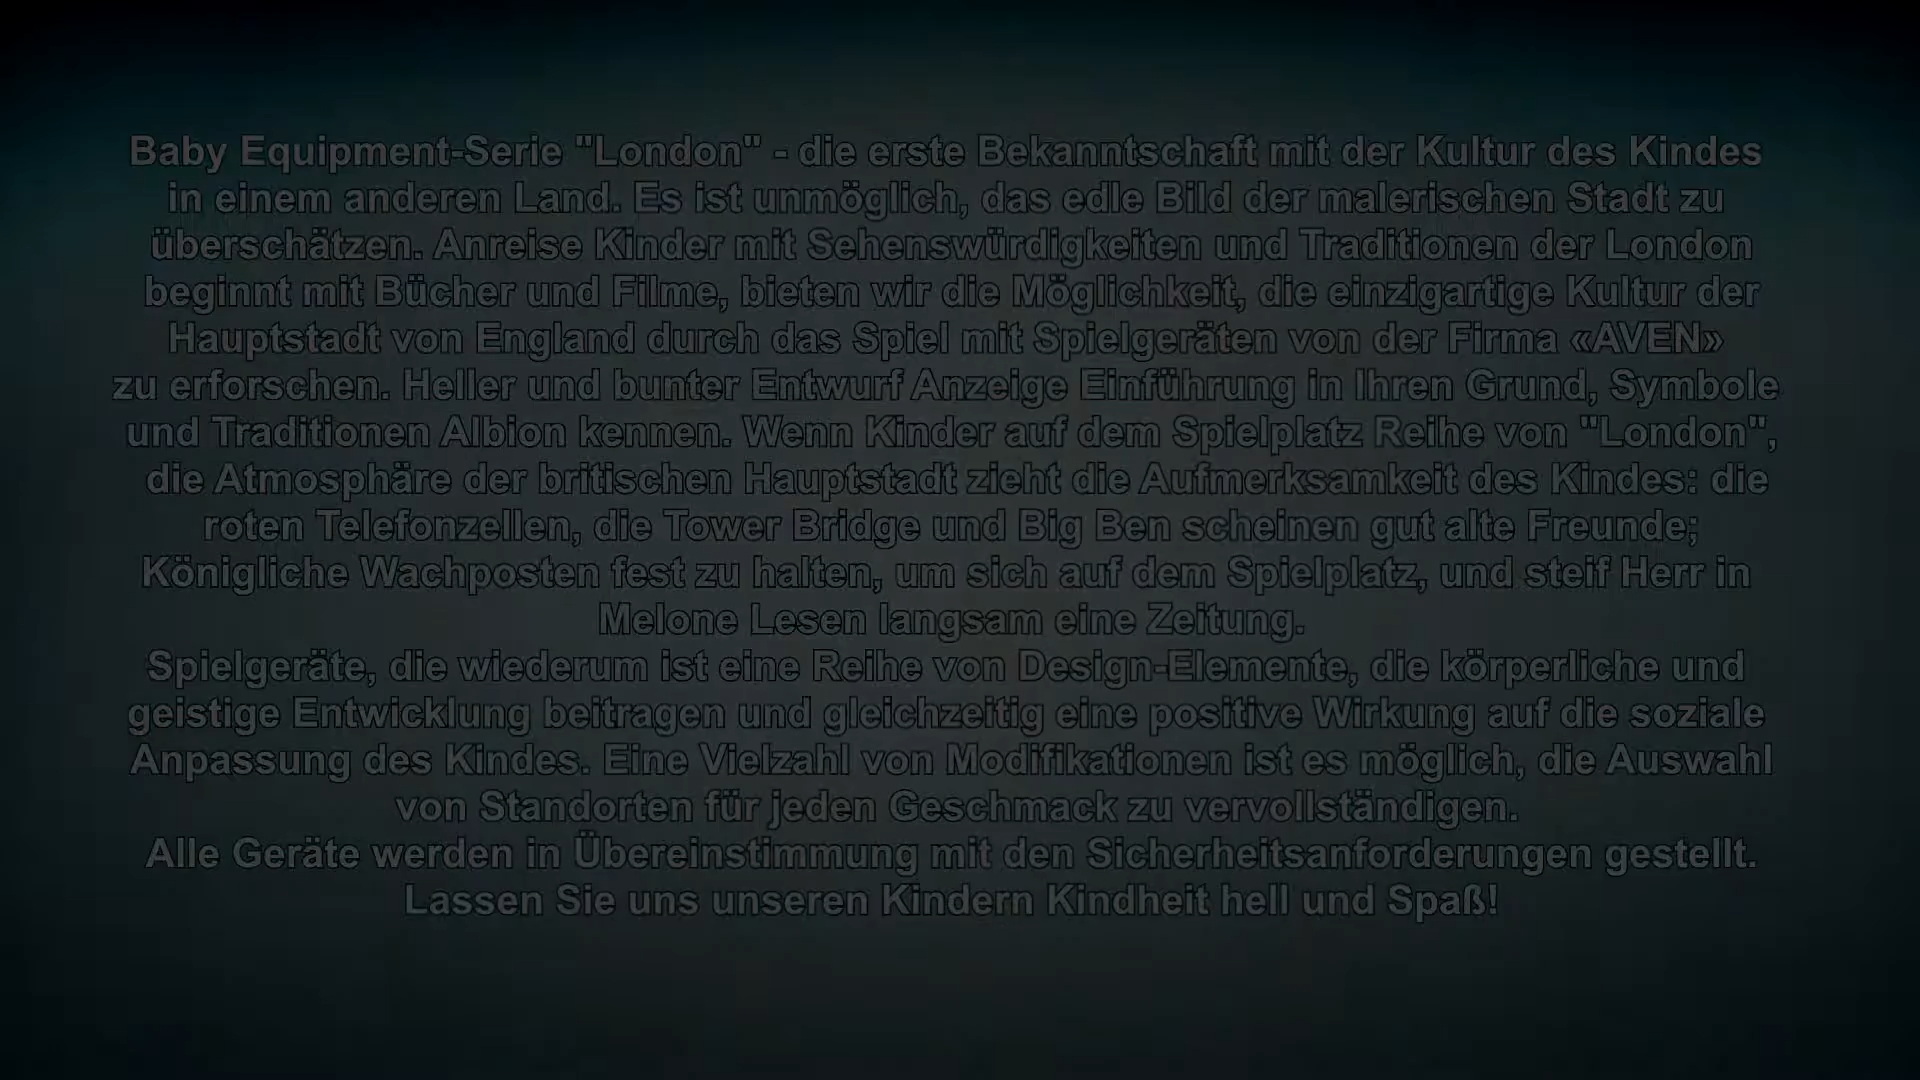 Baby Equipment-Serie "London" - die erste Bekanntschaft mit der Kultur des Kindes
in einem anderen Land. Es ist unmöglich, das edle Bild der malerischen Stadt zu
überschätzen. Anreise Kinder mit Sehenswürdigkeiten und Traditionen der London
beginnt mit Bücher und Filme, bieten wir die Möglichkeit, die einzigartige Kultur der
Hauptstadt von England durch das Spiel mit Spielgeräten von der Firma «AVEN»
zu erforschen. Heller und bunter Entwurf Anzeige Einführung in Ihren Grund, Symbole
und Traditionen Albion kennen. Wenn Kinder auf dem Spielplatz Reihe von "London",
die Atmosphäre der britischen Hauptstadt zieht die Aufmerksamkeit des Kindes: die
roten Telefonzellen, die Tower Bridge und Big Ben scheinen gut alte Freunde;
Königliche Wachposten fest zu halten, um sich auf dem Spielplatz, und steif Herr in
Melone Lesen langsam eine Zeitung.
Spielgeräte, die wiederum ist eine Reihe von Design-Elemente, die körperliche und
geistige Entwicklung beitragen und gleichzeitig eine positive Wirkung auf die soziale
Anpassung des Kindes. Eine Vielzahl von Modifikationen ist es möglich, die Auswahl
von Standorten für jeden Geschmack zu vervollständigen.
Alle Geräte werden in Übereinstimmung mit den Sicherheitsanforderungen gestellt.
Lassen Sie uns unseren Kindern Kindheit hell und Spaß!